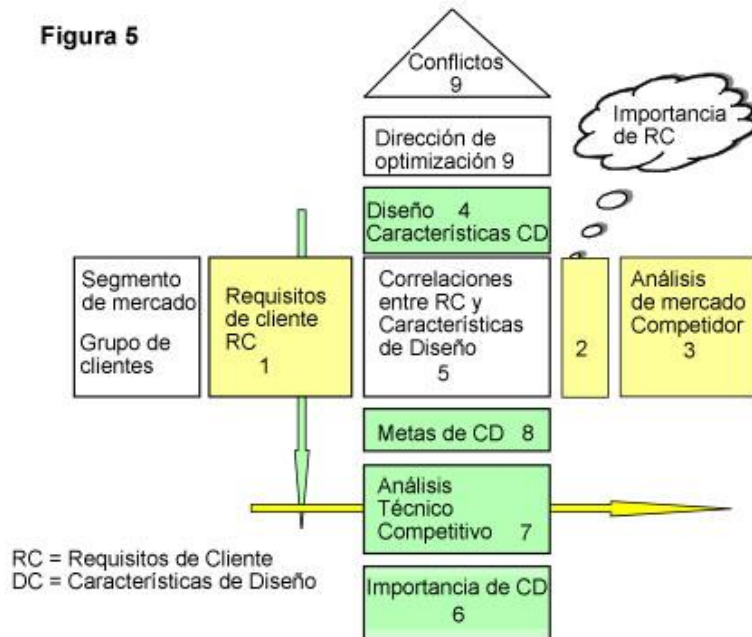 Figura 5
Conflictos
9
Dirección de
optimización 9
Importancia
de RC
Diseño 4
Características CD
Segmento
de mercado
Grupo de
clientes
Requisitos
de cliente
RC
1
Correlaciones
entre RC y
Características
de Diseño
5
2
Análisis
de mercado
Competidor
3
Metas de CD 8
Análisis
Técnico
Competitivo 7
RC = Requisitos de Cliente
DC = Características de Diseño
Importancia de CD
6